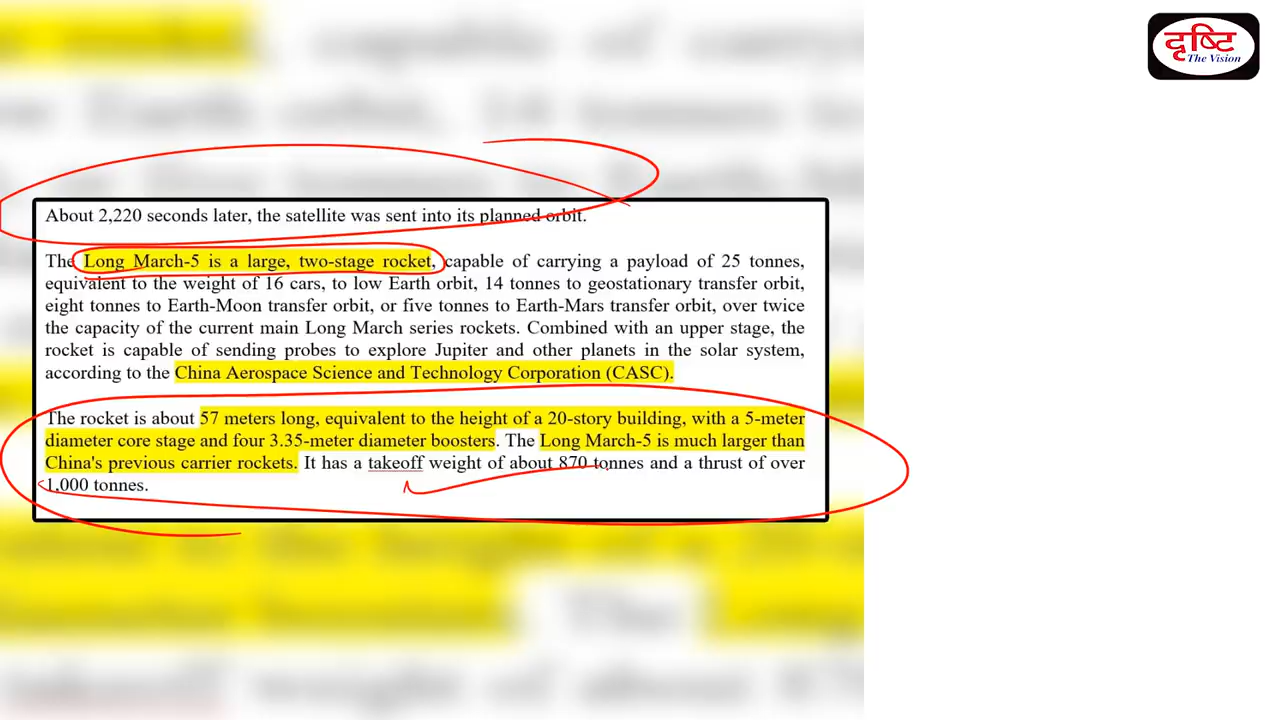 दृष्टि
The Vision
About 2,220 seconds later, the satellite was sent into its planned orbit.
The Long March-5 is a large, two-stage rocket, capable of carrying a payload of 25 tonnes,
equivalent to the weight of 16 cars, to low Earth orbit, 14 tonnes to geostationary transfer orbit,
eight tonnes to Earth-Moon transfer orbit, or five tonnes to Earth-Mars transfer orbit, over twice
the capacity of the current main Long March series rockets. Combined with an upper stage, the
rocket is capable of sending probes to explore Jupiter and other planets in the solar system,
according to the China Aerospace Science and Technology Corporation (CASC).
The rocket is about 57 meters long, equivalent to the height of a 20-story building, with a 5-meter
diameter core stage and four 3.35-meter diameter boosters. The Long March-5 is much larger than
China's previous carrier rockets. It has a takeoff weight of about 870 tonnes and a thrust of over
1,000 tonnes.